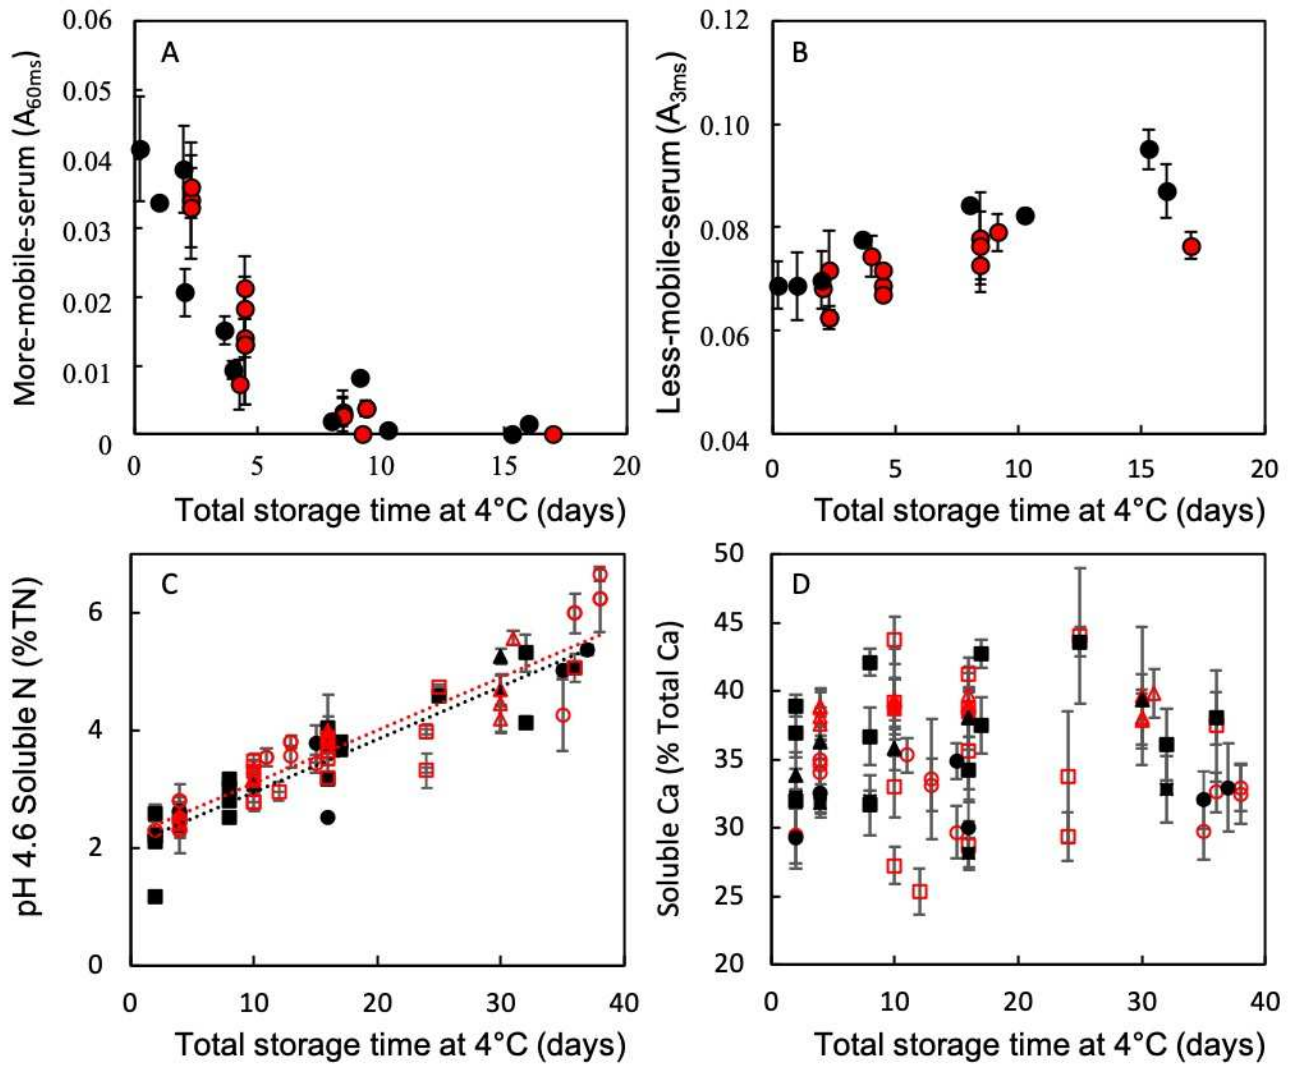 A
More-mobile-serum (A60ms)
0.06
0.05
0.04
0.03
0.02
0.01
0
0 5 10 15 20
Total storage time at 4°C (days)
B
Less-mobile-serum (A3ms)
0.12
0.10
0.08
0.06
0.04
0 5 10 15 20
Total storage time at 4°C (days)
C
pH 4.6 Soluble N (%TN)
6
4
2
0
0 10 20 30 40
Total storage time at 4°C (days)
D
Soluble Ca (% Total Ca)
50
45
40
35
30
25
20
0 10 20 30 40
Total storage time at 4°C (days)